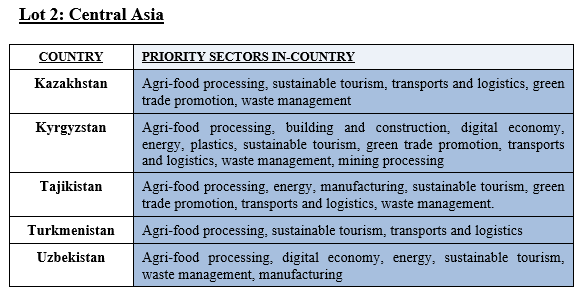 Lot 2: Central Asia
COUNTRY PRIORITY SECTORS IN-COUNTRY
Kazakhstan Agri-food processing, sustainable tourism, transports and logistics, green
trade promotion, waste management
Kyrgyzstan Agri-food processing, building and construction, digital economy,
energy, plastics, sustainable tourism, green trade promotion, transports
and logistics, waste management, mining processing
Tajikistan Agri-food processing, energy, manufacturing, sustainable tourism, green
trade promotion, transports and logistics, waste management.
Turkmenistan Agri-food processing, sustainable tourism, transports and logistics
Uzbekistan Agri-food processing, digital economy, energy, sustainable tourism,
waste management, manufacturing